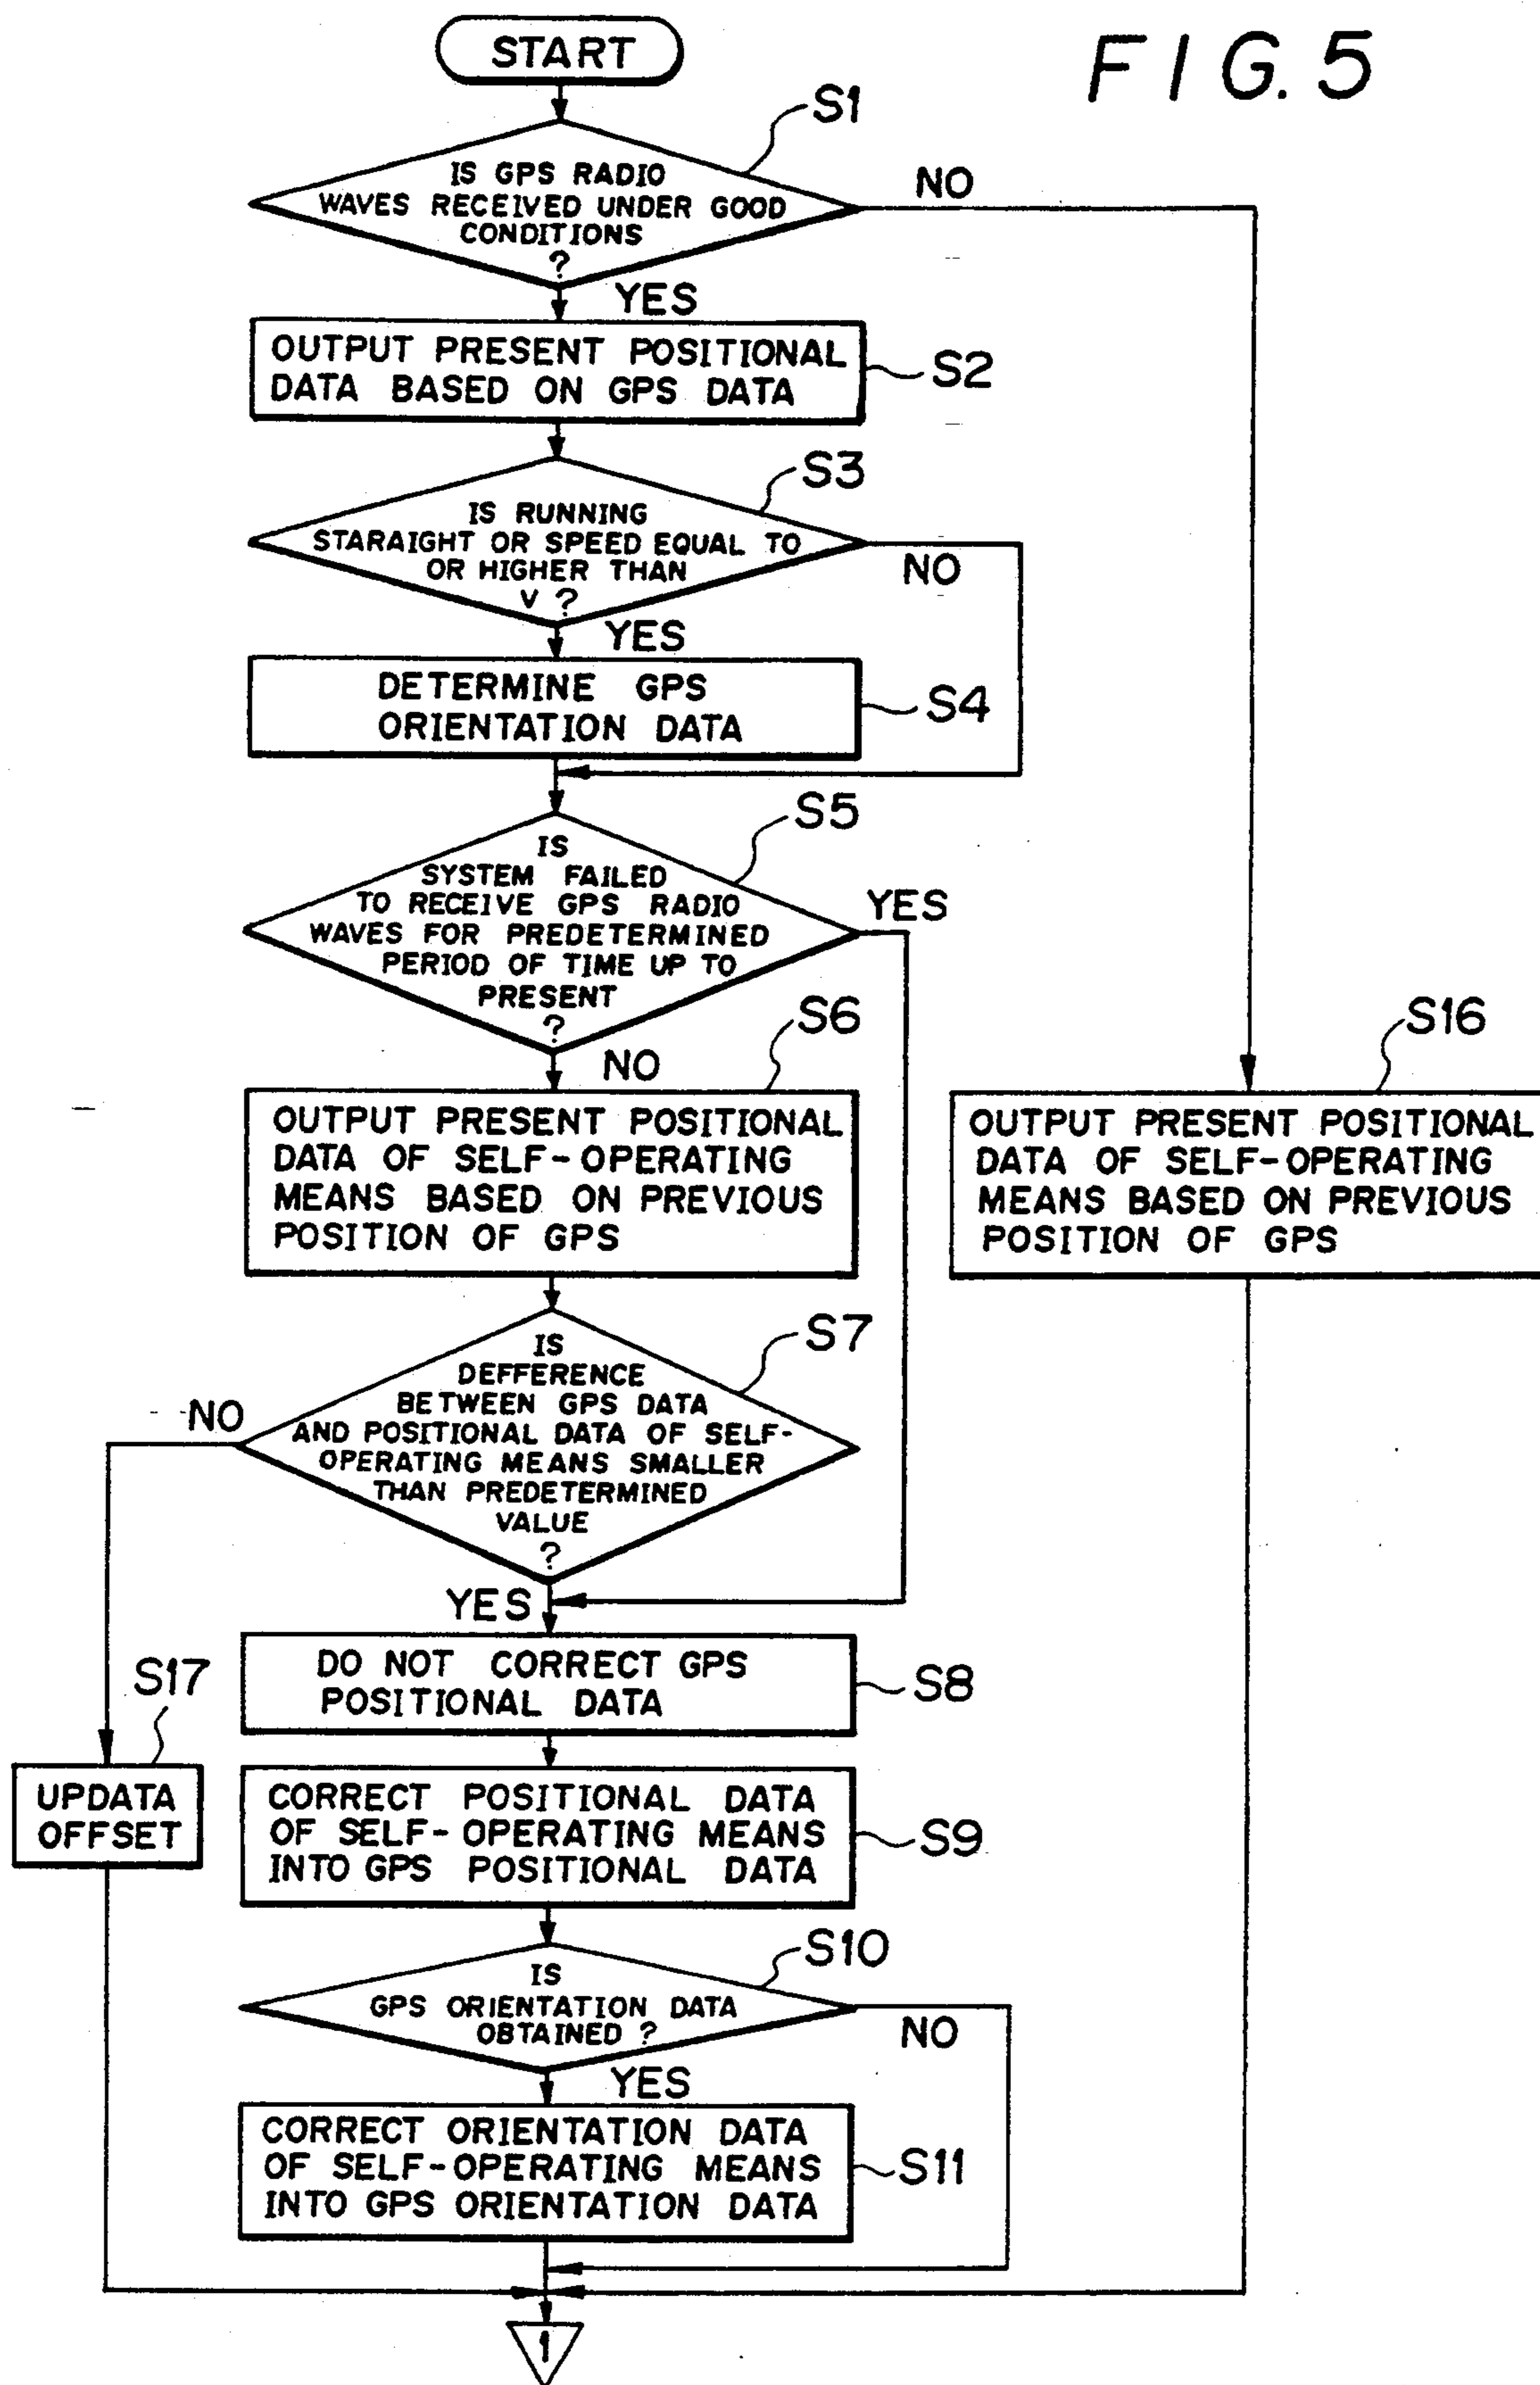 START
FIG. 5
S1
IS GPS RADIO
WAVES RECEIVED UNDER GOOD
CONDITIONS
?
NO
YES
OUTPUT PRESENT POSITIONAL
DATA BASED ON GPS DATA
S2
S3
IS RUNNING
STARAIGHT OR SPEED EQUAL TO
OR HIGHER THAN
V ?
NO
YES
DETERMINE GPS
ORIENTATION DATA
S4
S5
IS
SYSTEM FAILED
TO RECEIVE GPS RADIO
WAVES FOR PREDETERMINED
PERIOD OF TIME UP TO
PRESENT
?
YES
NO
S6
OUTPUT PRESENT POSITIONAL
DATA OF SELF-OPERATING
MEANS BASED ON PREVIOUS
POSITION OF GPS
S16
OUTPUT PRESENT POSITIONAL
DATA OF SELF-OPERATING
MEANS BASED ON PREVIOUS
POSITION OF GPS
S7
IS
DEFFERENCE
BETWEEN GPS DATA
AND POSITIONAL DATA OF SELF-
OPERATING MEANS SMALLER
THAN PREDETERMINED
VALUE
?
NO
YES
DO NOT CORRECT GPS
POSITIONAL DATA
S8
S17
UPDATA
OFFSET
CORRECT POSITIONAL DATA
OF SELF-OPERATING MEANS
INTO GPS POSITIONAL DATA
S9
S10
IS
GPS ORIENTATION DATA
OBTAINED ?
NO
YES
CORRECT ORIENTATION DATA
OF SELF-OPERATING MEANS
INTO GPS ORIENTATION DATA
S11
1